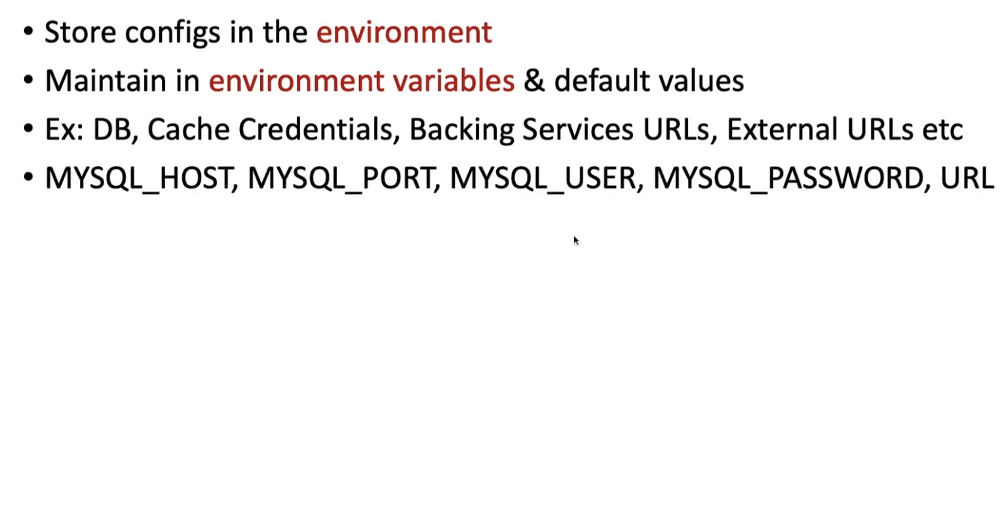 • Store configs in the environment
• Maintain in environment variables & default values
• Ex: DB, Cache Credentials, Backing Services URLs, External URLs etc
• MYSQL_HOST, MYSQL_PORT, MYSQL_USER, MYSQL_PASSWORD, URL